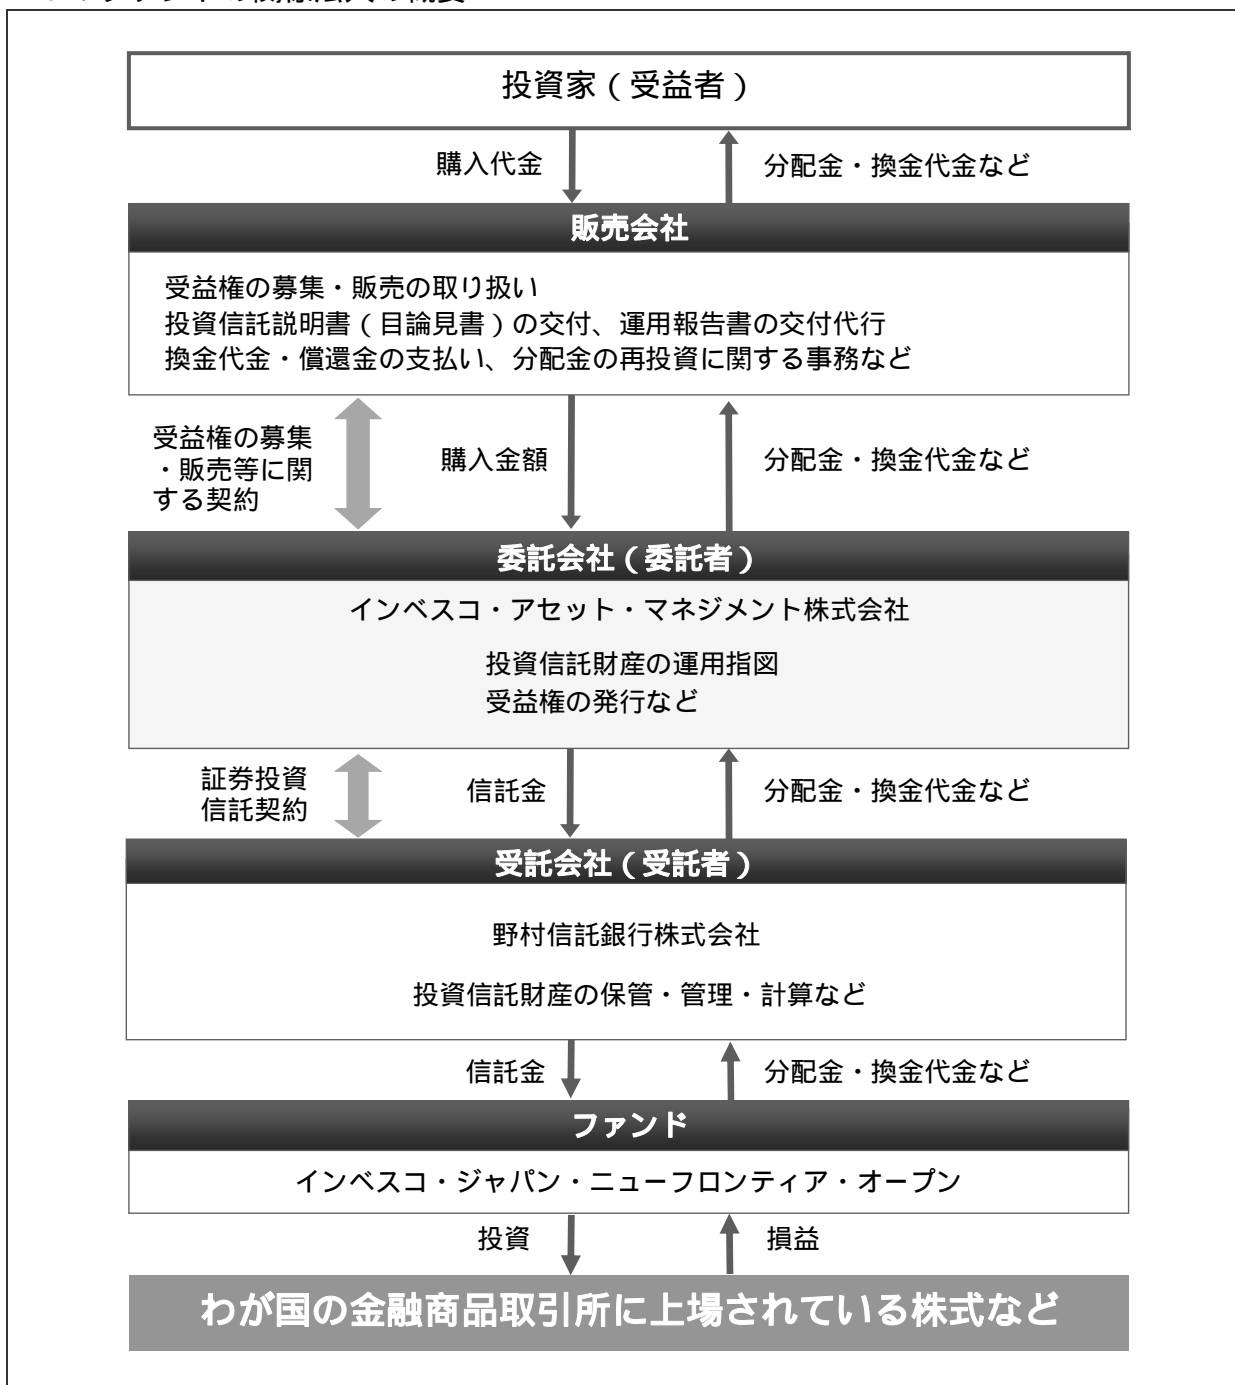 投資家（受益者）
購入代金
分配金・換金代金など
販売会社
受益権の募集・販売の取り扱い
投資信託説明書（目論見書）の交付、運用報告書の交付代行
換金代金・償還金の支払い、分配金の再投資に関する事務など
受益権の募集
・販売等に関
する契約
購入金額
分配金・換金代金など
委託会社（委託者）
インベスコ・アセット・マネジメント株式会社
投資信託財産の運用指図
受益権の発行など
証券投資
信託契約
信託金
分配金・換金代金など
受託会社（受託者）
野村信託銀行株式会社
投資信託財産の保管・管理・計算など
信託金
分配金・換金代金など
ファンド
インベスコ・ジャパン・ニューフロンティア・オープン
投資
損益
わが国の金融商品取引所に上場されている株式など